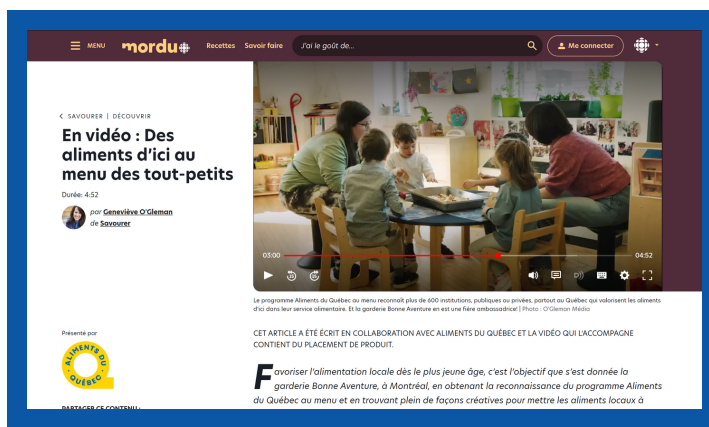 MENU
mordu
Recettes
Savoir faire
J'ai le goût de...
Me connecter
SAVOURER | DÉCOUVRIR
En vidéo : Des
aliments d'ici au
menu des tout-petits
Durée: 4:52
par Geneviève O'Gleman
de Savourer
03:00
04:52
15
15
Le programme Aliments du Québec au menu reconnaît plus de 600 institutions, publiques ou privées, partout au Québec qui valorisent les aliments
d'ici dans leur service alimentaire. Et la garderie Bonne Aventure en est une fière ambassadrice! | Photo : O'Gleman Média
Présenté par
ALIMENTS DU QUÉBEC
PARTAGER CE CONTENU :
CET ARTICLE A ÉTÉ ÉCRIT EN COLLABORATION AVEC ALIMENTS DU QUÉBEC ET LA VIDÉO QUI L'ACCOMPAGNE
CONTIENT DU PLACEMENT DE PRODUIT.
Favoriser l'alimentation locale dès le plus jeune âge, c'est l'objectif que s'est donnée la
garderie Bonne Aventure, à Montréal, en obtenant la reconnaissance du programme Aliments
du Québec au menu et en trouvant plein de façons créatives pour mettre les aliments locaux à